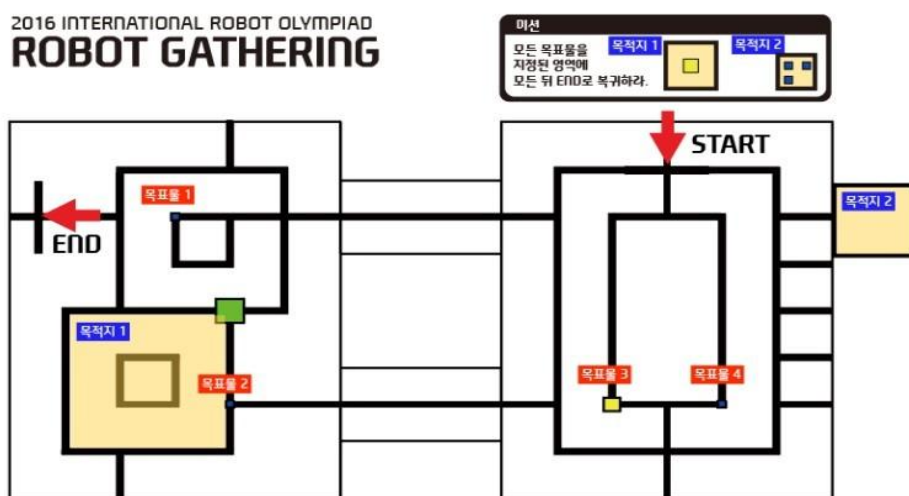 2016 INTERNATIONAL ROBOT OLYMPIAD
ROBOT GATHERING
미션
모든 목표물을
지정된 영역에
모든 뒤 END로 복귀하라.
목적지 1
목적지 2
START
목표물 1
목적지 2
END
목적지 1
목표물 2
목표물 3
목표물 4